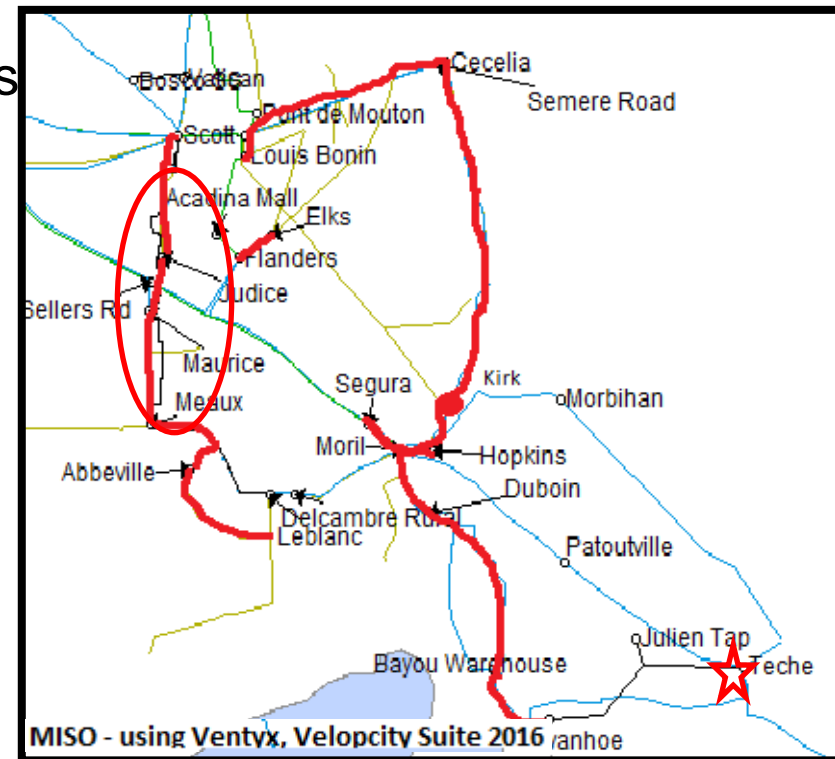 s
Cecelia
Semere Road
Vatican
Pont de Mouton
Scott
Louis Bonin
Acadina Mall
Elks
Flanders
Judice
Sellers Rd
Maurice
Segura
Kirk
Morbihan
Meaux
Moril
Hopkins
Abbeville
Duboin
Delcambre Rural
Leblanc
Patoutville
Julien Tap
Bayou Warehouse
Teche
MISO - using Ventyx, Velopcity Suite 2016
vanhoe